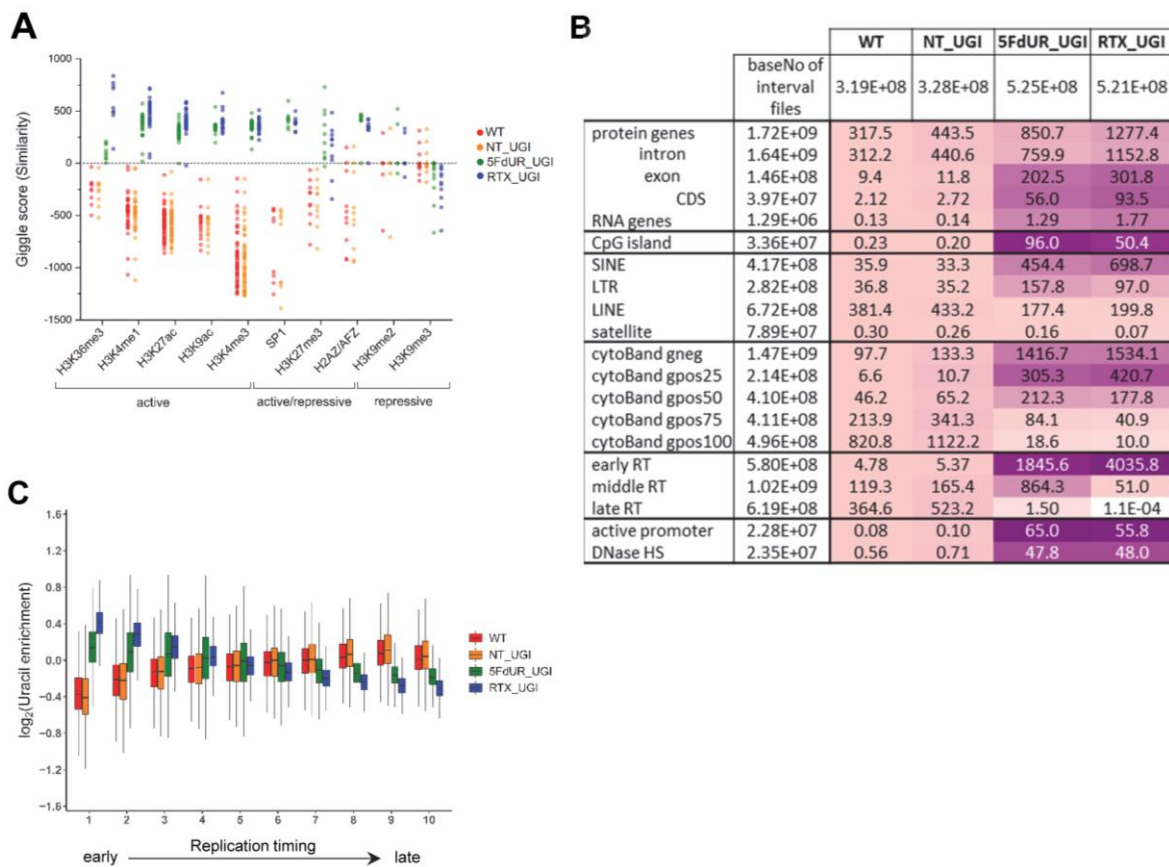 A
Giggle score (Similarity)
1000
500
0
-500
-1000
-1500
H3K36me3
H3K4me1
H3K27ac
H3K9ac
H3K4me3
SP1
H3K27me3
H2AZ/AFZ
H3K9me2
H3K9me3
active
active/repressive
repressive
WT
NT_UGI
5FdUR_UGI
RTX_UGI
B
WT NT_UGI 5FdUR_UGI RTX_UGI
baseNo of
interval
files
3.19E+08 3.28E+08 5.25E+08 5.21E+08
protein genes 1.72E+09 317.5 443.5 850.7 1277.4
intron 1.64E+09 312.2 440.6 759.9 1152.8
exon 1.46E+08 9.4 11.8 202.5 301.8
CDS 3.97E+07 2.12 2.72 56.0 93.5
RNA genes 1.29E+06 0.13 0.14 1.29 1.77
CpG island 3.36E+07 0.23 0.20 96.0 50.4
SINE 4.17E+08 35.9 33.3 454.4 698.7
LTR 2.82E+08 36.8 35.2 157.8 97.0
LINE 6.72E+08 381.4 433.2 177.4 199.8
satellite 7.89E+07 0.30 0.26 0.16 0.07
cytoBand gneg 1.47E+09 97.7 133.3 1416.7 1534.1
cytoBand gpos25 2.14E+08 6.6 10.7 305.3 420.7
cytoBand gpos50 4.10E+08 46.2 65.2 212.3 177.8
cytoBand gpos75 4.11E+08 213.9 341.3 84.1 40.9
cytoBand gpos100 4.96E+08 820.8 1122.2 18.6 10.0
early RT 5.80E+08 4.78 5.37 1845.6 4035.8
middle RT 1.02E+09 119.3 165.4 864.3 51.0
late RT 6.19E+08 364.6 523.2 1.50 1.1E-04
active promoter 2.28E+07 0.08 0.10 65.0 55.8
DNase HS 2.35E+07 0.56 0.71 47.8 48.0
C
log2(Uracil enrichment)
1.6
1.2
0.8
0.4
0.0
-0.4
-0.8
-1.2
-1.6
1 2 3 4 5 6 7 8 9 10
early Replication timing late
WT
NT_UGI
5FdUR_UGI
RTX_UGI